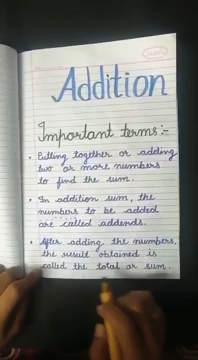 Addition
Important terms:-
• Putting together or adding
two or more numbers
to find the sum.
• In addition sum, the
numbers to be added
are called addends.
• After adding the numbers,
the result obtained is
called the total or sum.